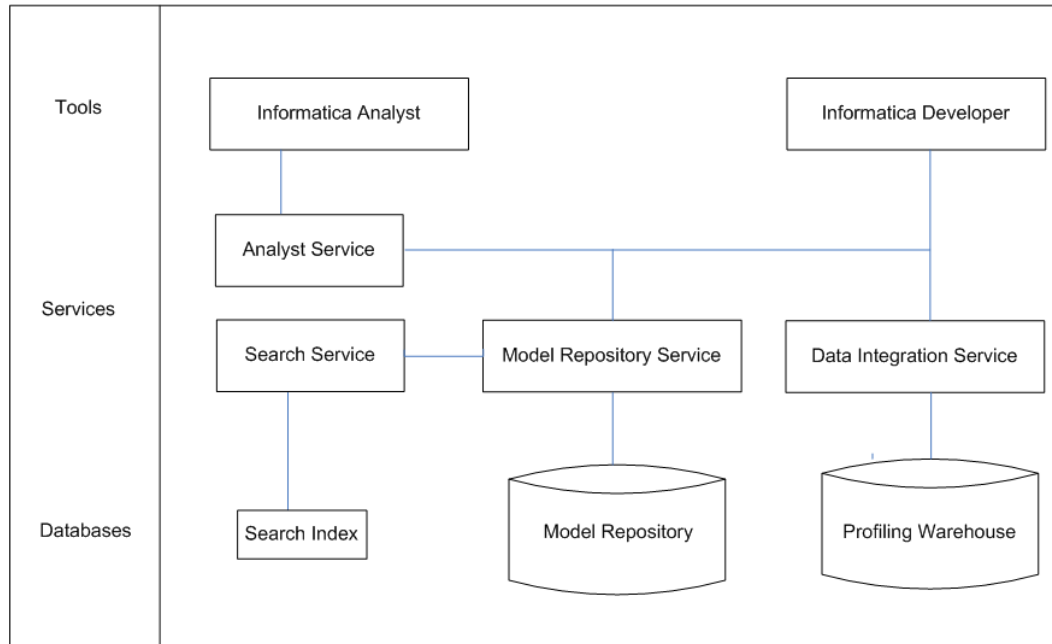 Tools
Informatica Analyst
Informatica Developer
Analyst Service
Services
Search Service
Model Repository Service
Data Integration Service
Databases
Search Index
Model Repository
Profiling Warehouse